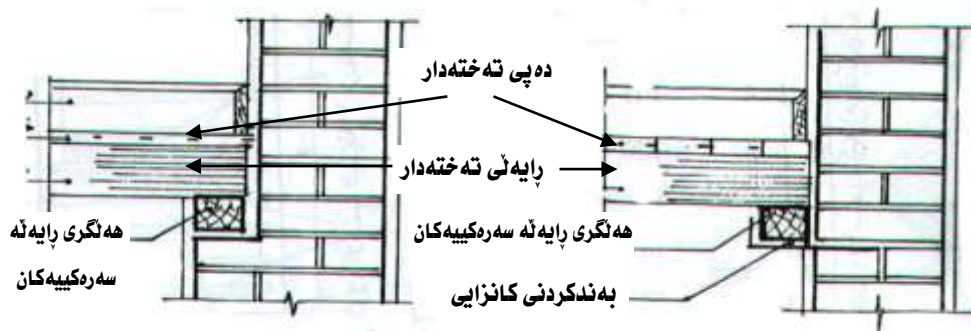 دەپی تەختەدار
ڕایەڵی تەختەدار
هەڵگری ڕایەڵە سەرەکییەکان
بەندکردنی کانزایی
هەڵگری ڕایەڵە
سەرەکییەکان